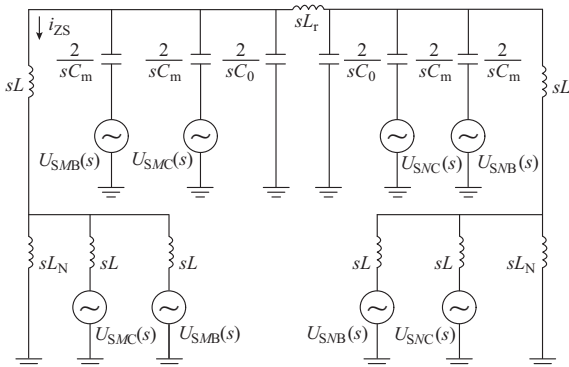 i_ZS
sL_r
2/sC_m 2/sC_m 2/sC_0 2/sC_0 2/sC_m 2/sC_m
sL sL
U_SMB(s) U_SMC(s) U_SNC(s) U_SNB(s)
sL_N sL sL sL sL sL_N
U_SMC(s) U_SMB(s) U_SNB(s) U_SNC(s)